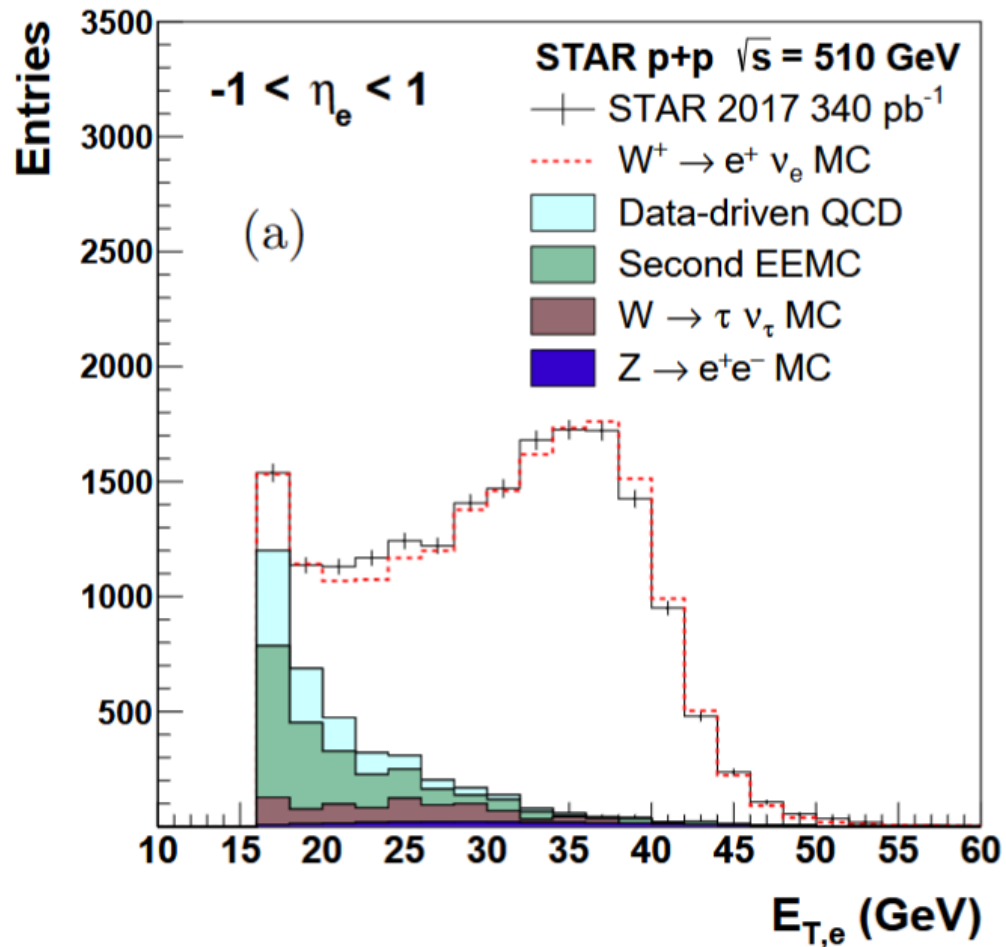 Entries
3500
3000
2500
2000
1500
1000
500
-1 < ηe < 1
(a)
STAR p+p √s = 510 GeV
STAR 2017 340 pb⁻¹
W⁺ → e⁺ νe MC
Data-driven QCD
Second EEMC
W → τ ντ MC
Z → e⁺e⁻ MC
10 15 20 25 30 35 40 45 50 55 60
E_T,e (GeV)